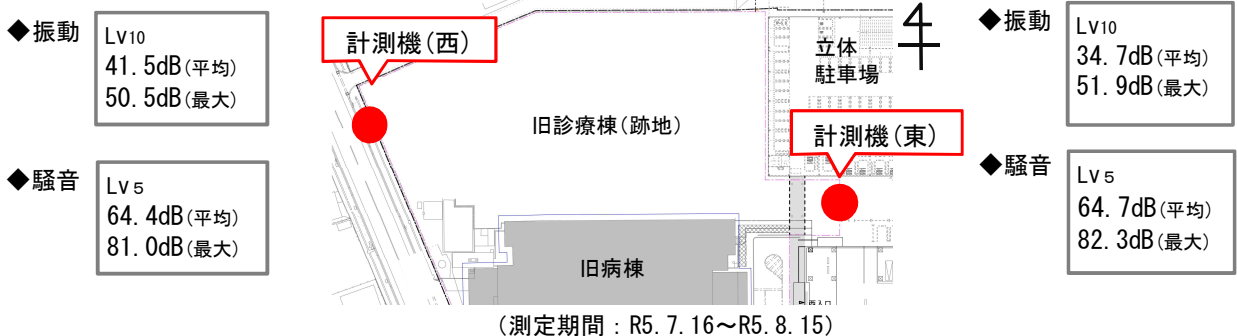 ◆振動
Lv10
41.5dB(平均)
50.5dB(最大)
◆騒音
Lv5
64.4dB(平均)
81.0dB(最大)
計測機(西)
旧診療棟(跡地)
立体
駐車場
計測機(東)
旧病棟
西入口
◆振動
Lv10
34.7dB(平均)
51.9dB(最大)
◆騒音
Lv5
64.7dB(平均)
82.3dB(最大)
(測定期間：R5.7.16～R5.8.15)